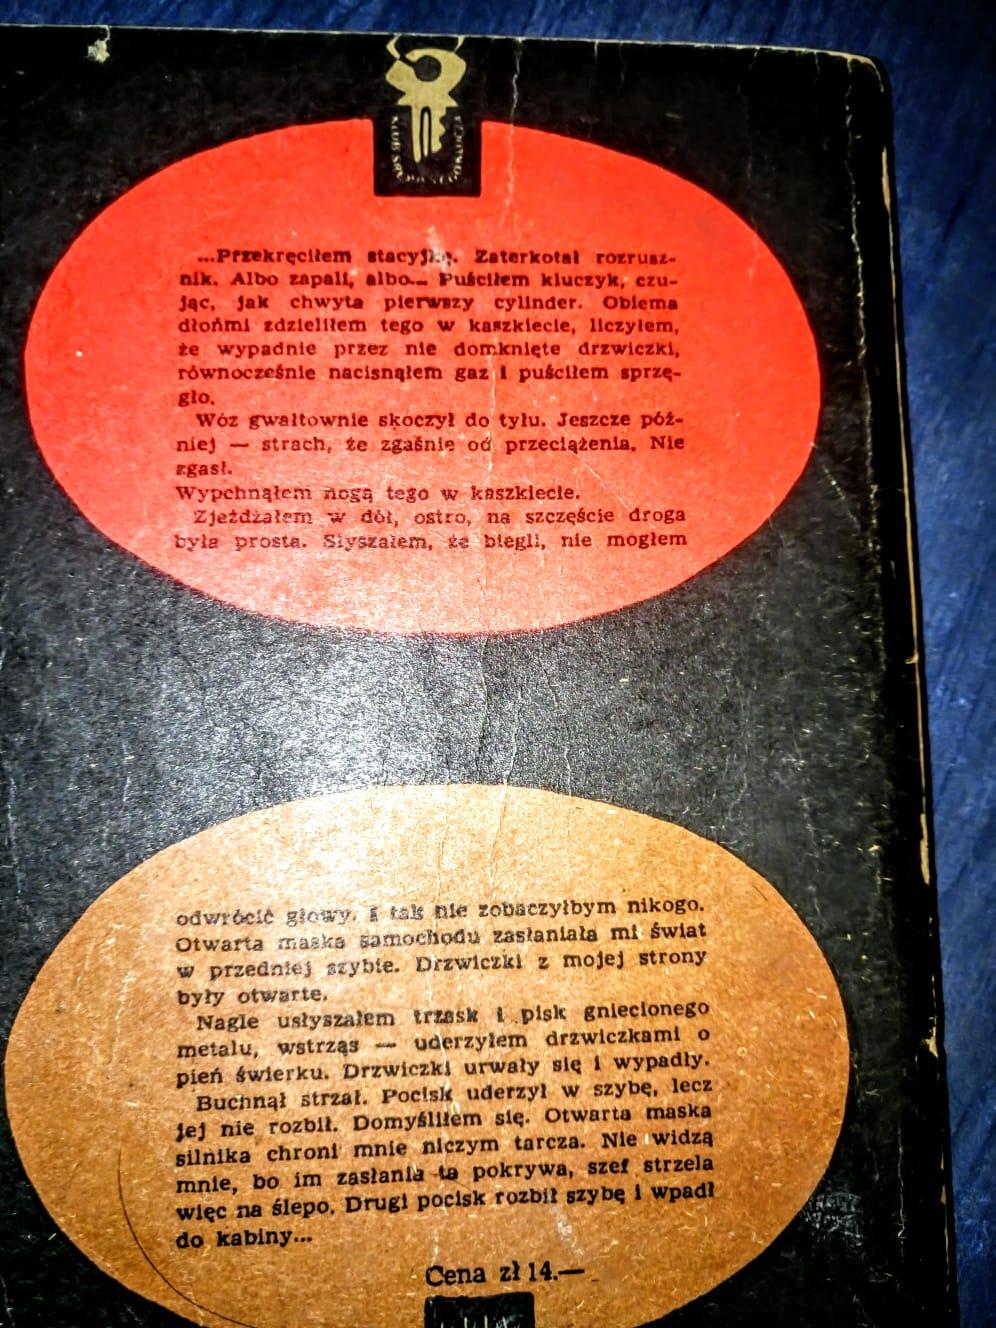 KLUB SREBRNEGO KLUCZA
...Przekręciłem stacyjkę. Zaterkotał rozrusz-
nik. Albo zapali, albo... Puściłem kluczyk, czu-
jąc, jak chwyta pierwszy cylinder. Obiema
dłońmi zdzieliłem tego w kaszkiecie, liczyłem,
że wypadnie przez nie domknięte drzwiczki,
równocześnie nacisnąłem gaz i puściłem sprzę-
gło.
Wóz gwałtownie skoczył do tyłu. Jeszcze póź-
niej — strach, że zgaśnie od przeciążenia. Nie
zgasł.
Wypchnąłem nogą tego w kaszkiecie.
Zjeżdżałem w dół, ostro, na szczęście droga
była prosta. Słyszałem, że biegli, nie mogłem
odwrócić głowy. I tak nie zobaczyłbym nikogo.
Otwarta maska samochodu zasłaniała mi świat
w przedniej szybie. Drzwiczki z mojej strony
były otwarte.
Nagle usłyszałem trzask i pisk gniecionego
metalu, wstrząs — uderzyłem drzwiczkami o
pień świerku. Drzwiczki urwały się i wypadły.
Buchnął strzał. Pocisk uderzył w szybę, lecz
jej nie rozbił. Domyśliłem się. Otwarta maska
silnika chroni mnie niczym tarcza. Nie widzą
mnie, bo im zasłania ta pokrywa, szef strzela
więc na ślepo. Drugi pocisk rozbił szybę i wpadł
do kabiny...
Cena zł 14.—